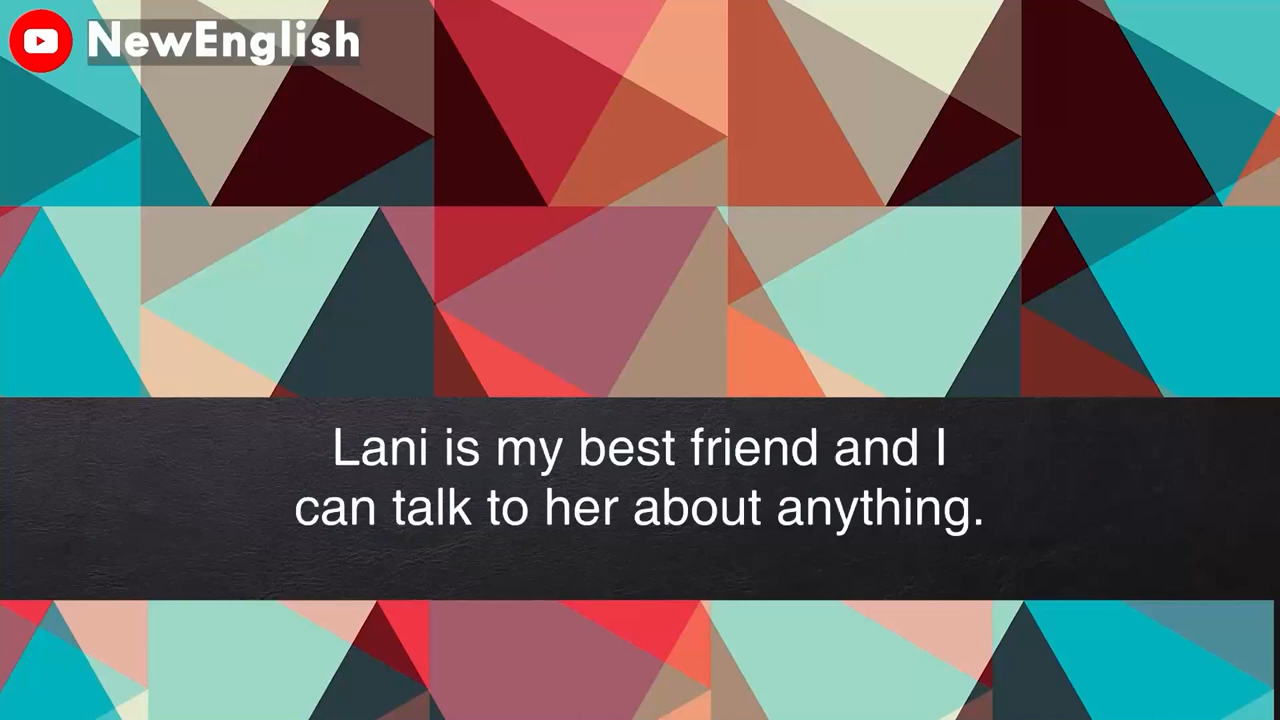 NewEnglish
Lani is my best friend and I
can talk to her about anything.